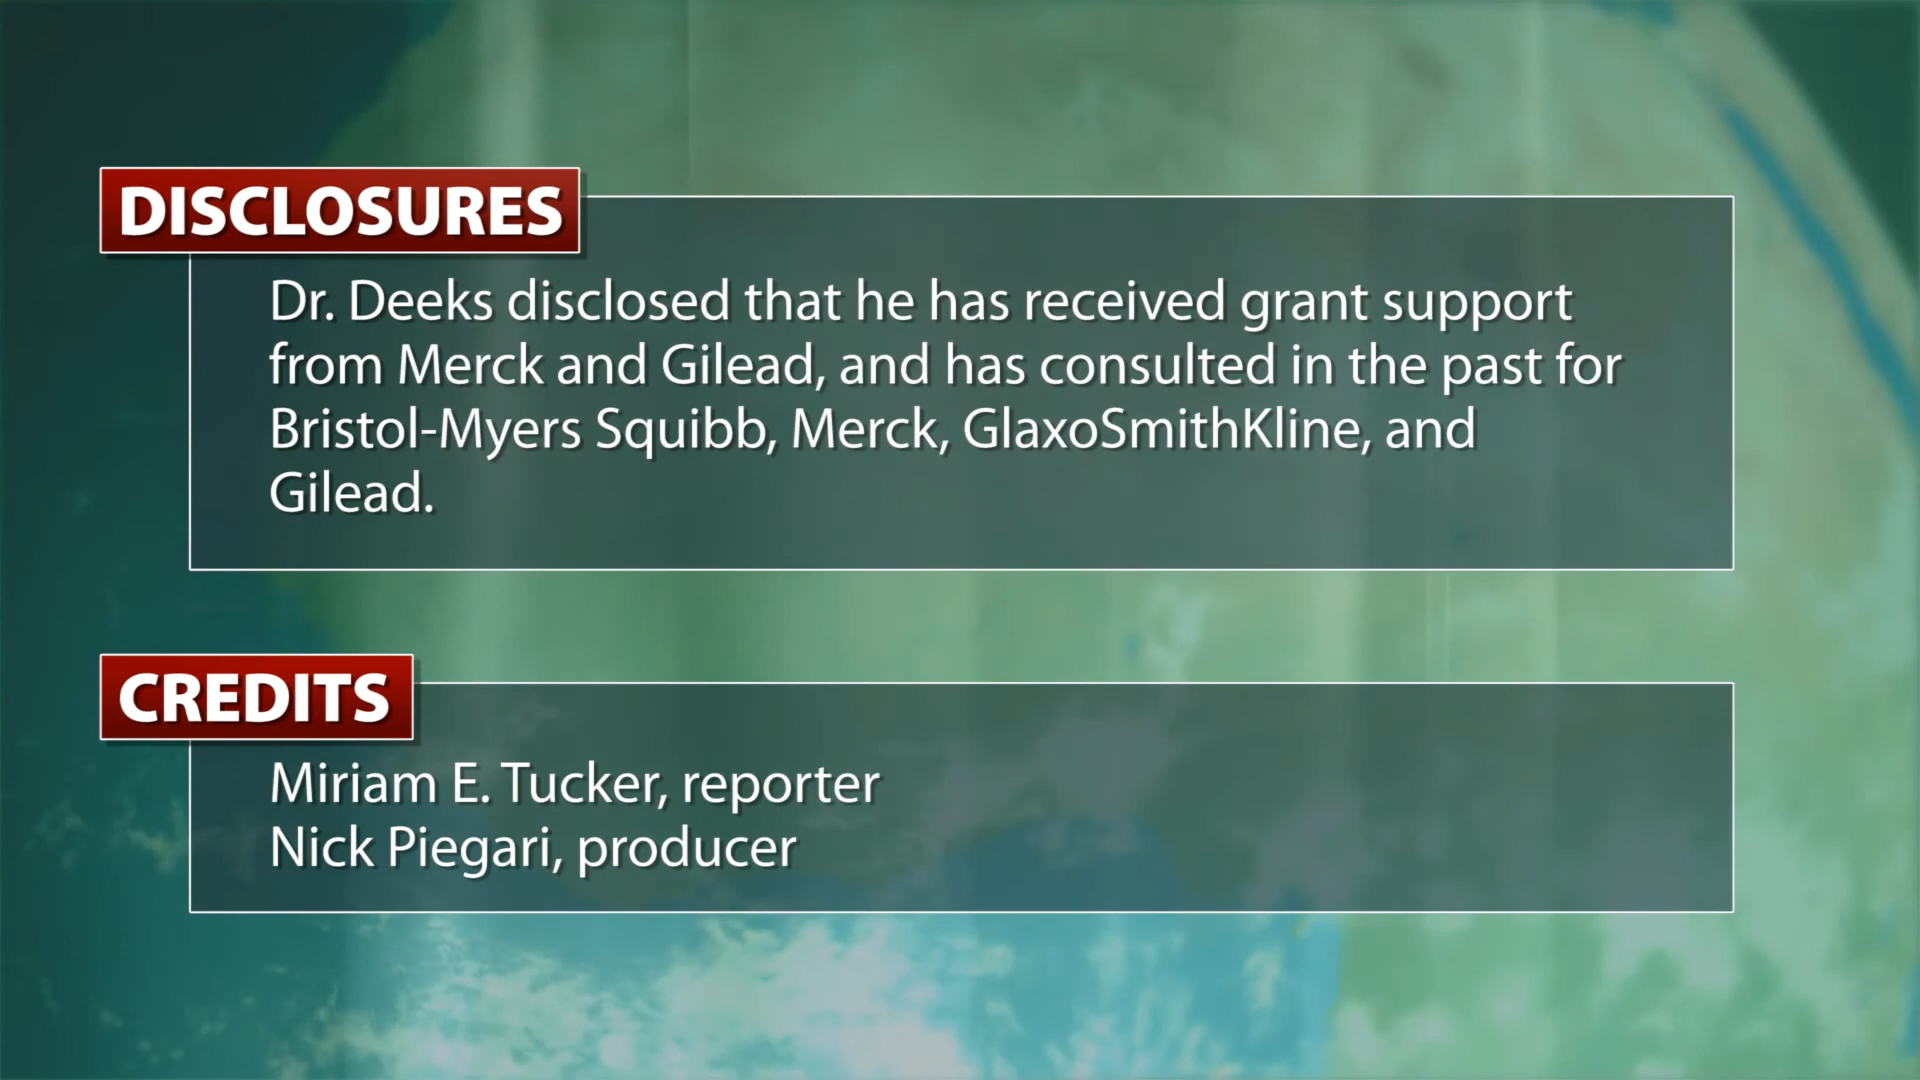 DISCLOSURES
Dr. Deeks disclosed that he has received grant support
from Merck and Gilead, and has consulted in the past for
Bristol-Myers Squibb, Merck, GlaxoSmithKline, and
Gilead.
CREDITS
Miriam E. Tucker, reporter
Nick Piegari, producer